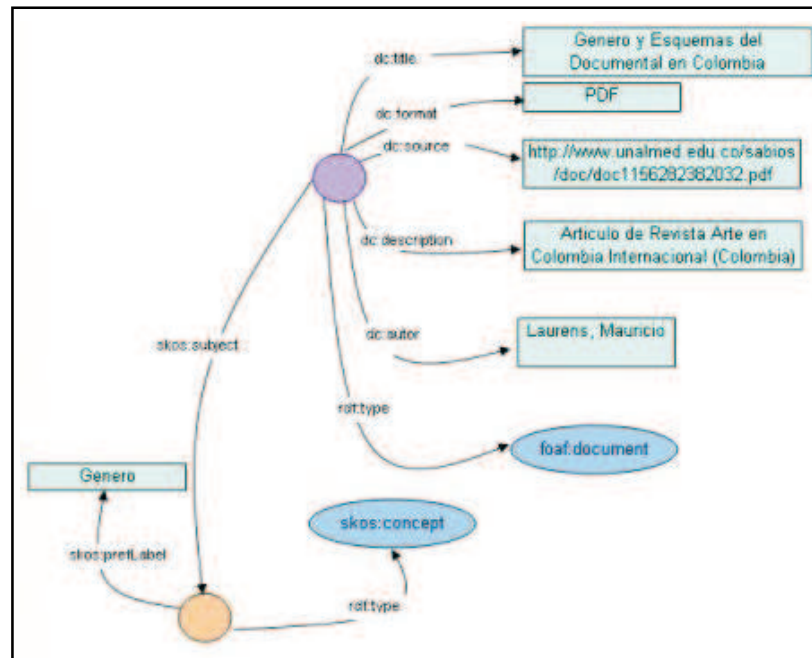 dc:title
Genero y Esquemas del
Documental en Colombia
dc:format
PDF
dc:source
http://www.unalmed.edu.co/sabios
/doc/doc1156282382032.pdf
dc:description
Articulo de Revista Arte en
Colombia Internacional (Colombia)
dc:autor
Laurens, Mauricio
skos:subject
rdf:type
foaf:document
Genero
skos:concept
skos:prefLabel
rdf:type